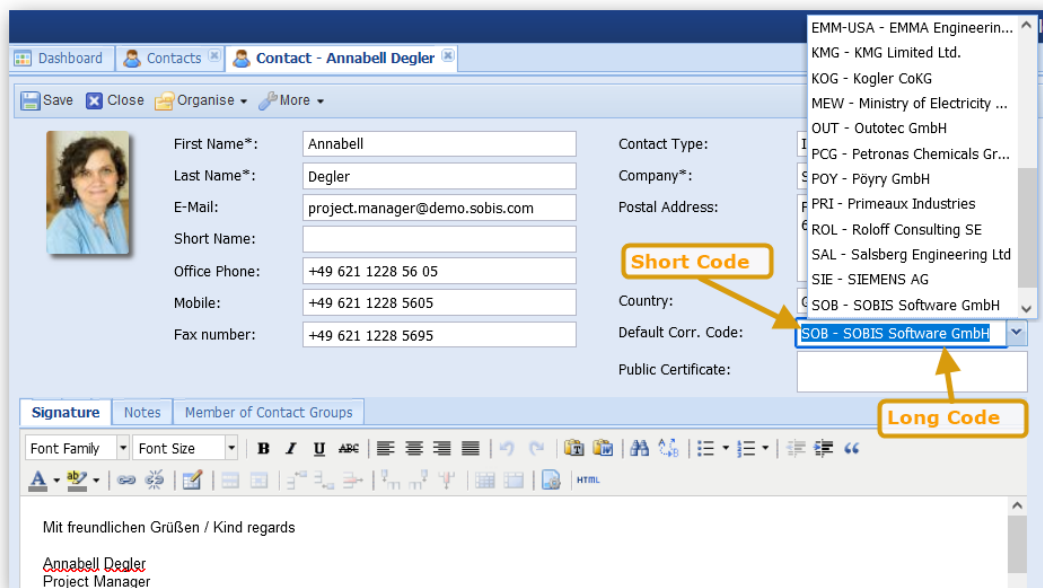 EMM-USA - EMMA Engineerin...
Dashboard
Contacts
Contact - Annabell Degler
KMG - KMG Limited Ltd.
KOG - Kogler CoKG
Save
Close
Organise
More
MEW - Ministry of Electricity ...
OUT - Outotec GmbH
First Name*:
Annabell
Contact Type:
PCG - Petronas Chemicals Gr...
Last Name*:
Degler
Company*:
POY - Pöyry GmbH
E-Mail:
project.manager@demo.sobis.com
Postal Address:
PRI - Primeaux Industries
ROL - Roloff Consulting SE
Short Name:
Short Code
SAL - Salsberg Engineering Ltd
Office Phone:
+49 621 1228 56 05
SIE - SIEMENS AG
Mobile:
+49 621 1228 5605
Country:
SOB - SOBIS Software GmbH
Fax number:
+49 621 1228 5695
Default Corr. Code:
SOB - SOBIS Software GmbH
Public Certificate:
Long Code
Signature
Notes
Member of Contact Groups
Font Family
Font Size
B I U ABC
HTML
Mit freundlichen Grüßen / Kind regards
Annabell Degler
Project Manager